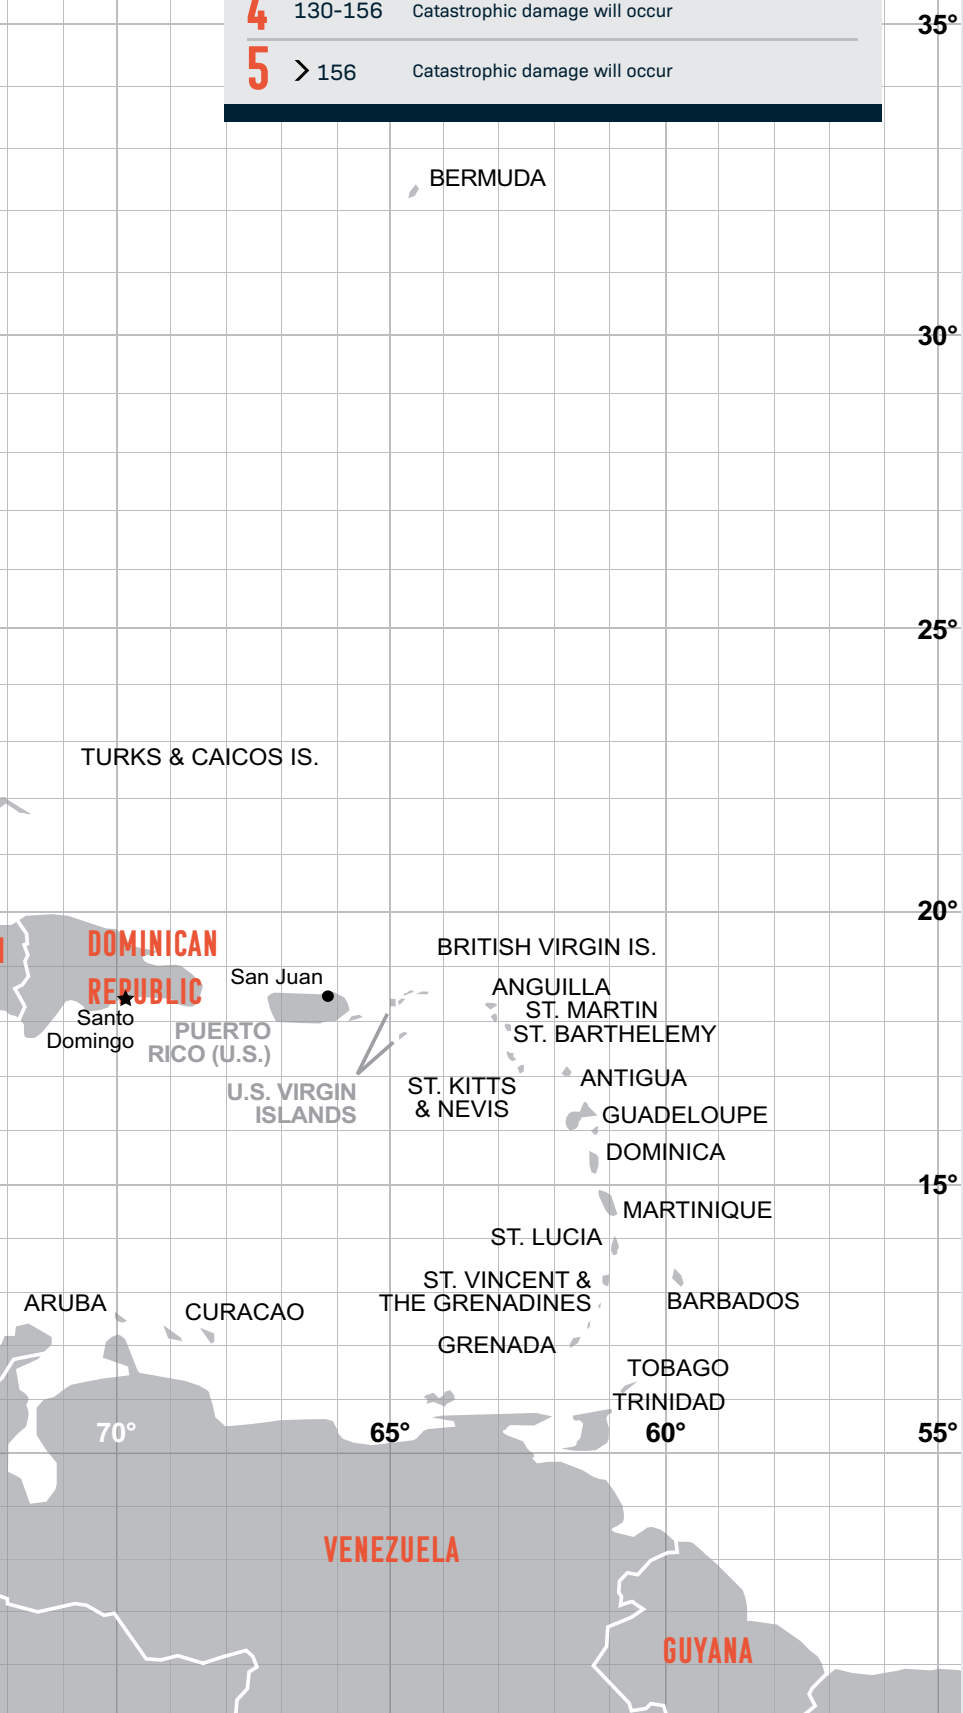 4 130-156 Catastrophic damage will occur
35°
5 > 156 Catastrophic damage will occur
BERMUDA
30°
25°
TURKS & CAICOS IS.
20°
DOMINICAN
REPUBLIC
BRITISH VIRGIN IS.
San Juan
ANGUILLA
ST. MARTIN
ST. BARTHELEMY
Santo
Domingo
PUERTO
RICO (U.S.)
U.S. VIRGIN
ISLANDS
ST. KITTS
& NEVIS
ANTIGUA
GUADELOUPE
DOMINICA
15°
MARTINIQUE
ST. LUCIA
ST. VINCENT &
THE GRENADINES
BARBADOS
ARUBA
CURACAO
GRENADA
TOBAGO
TRINIDAD
70°
65°
60°
55°
VENEZUELA
GUYANA